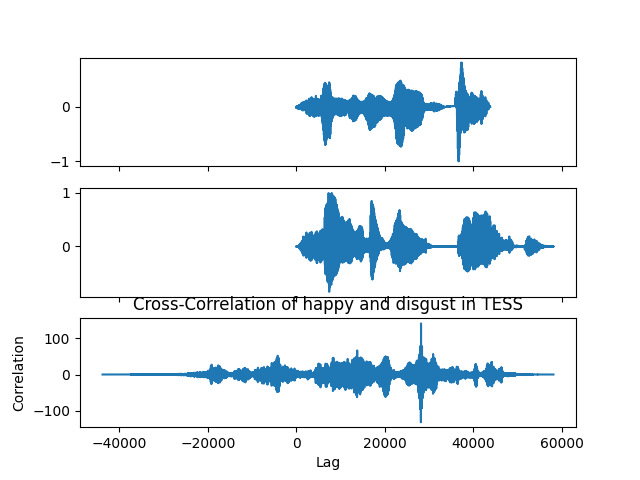 0
−1
1
0
Cross-Correlation of happy and disgust in TESS
100
0
−100
Correlation
−40000 −20000 0 20000 40000 60000
Lag